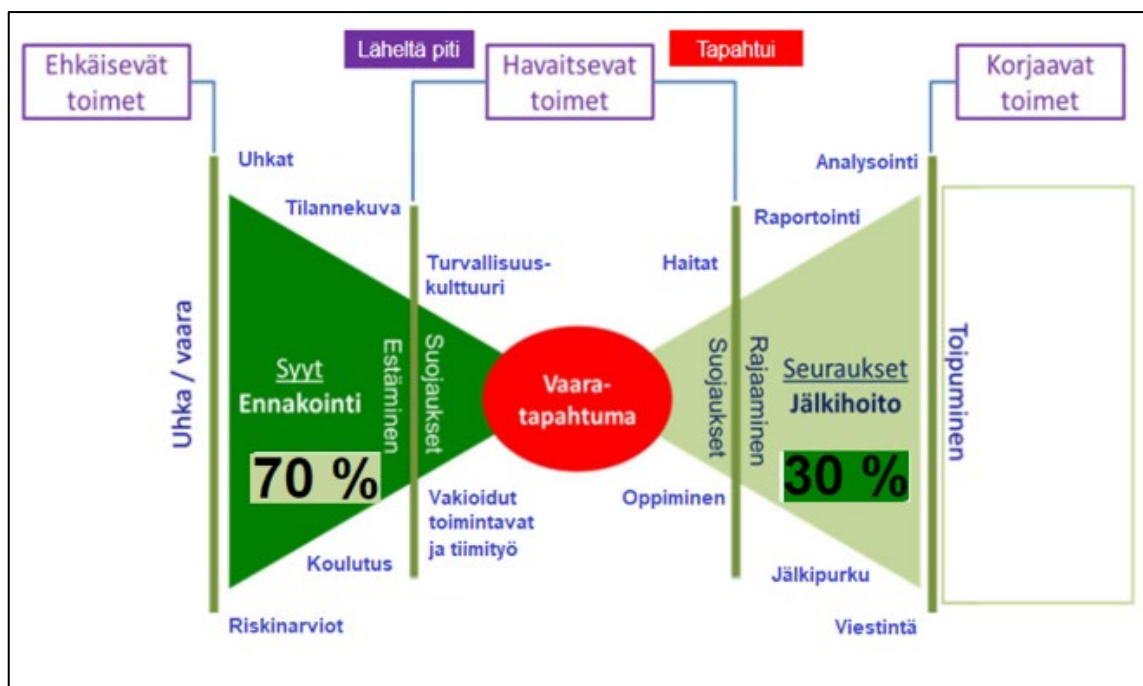 Ehkäisevät
toimet
Läheltä piti
Havaitsevat
toimet
Tapahtui
Korjaavat
toimet
Uhkat
Analysointi
Tilannekuva
Raportointi
Turvallisuus-
kulttuuri
Haitat
Uhka / vaara
Syyt
Ennakointi
70 %
Estäminen
Suojaukset
Vaara-
tapahtuma
Suojaukset
Rajaaminen
Seuraukset
Jälkihoito
30 %
Toipuminen
Vakioidut
toimintavat
ja tiimityö
Oppiminen
Koulutus
Jälkipurku
Riskinarviot
Viestintä